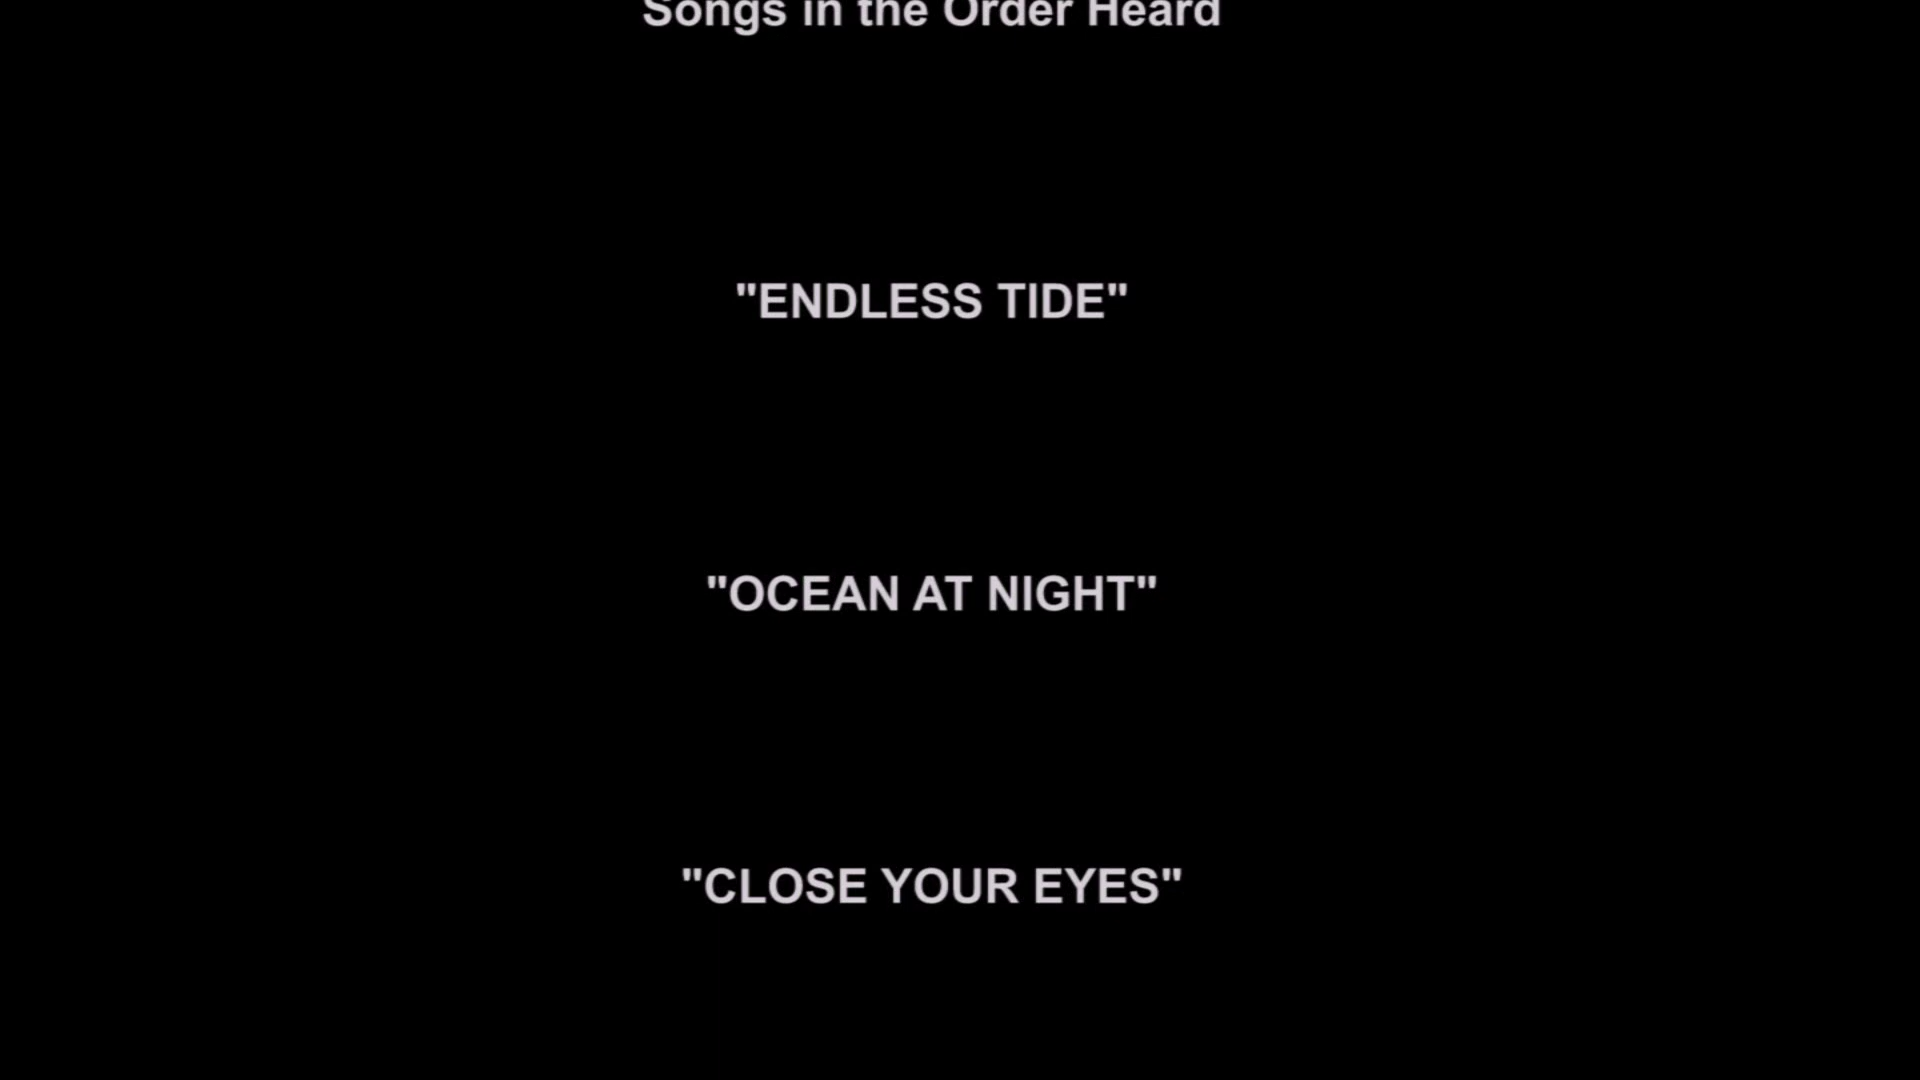 Songs in the Order Heard
"ENDLESS TIDE"
"OCEAN AT NIGHT"
"CLOSE YOUR EYES"